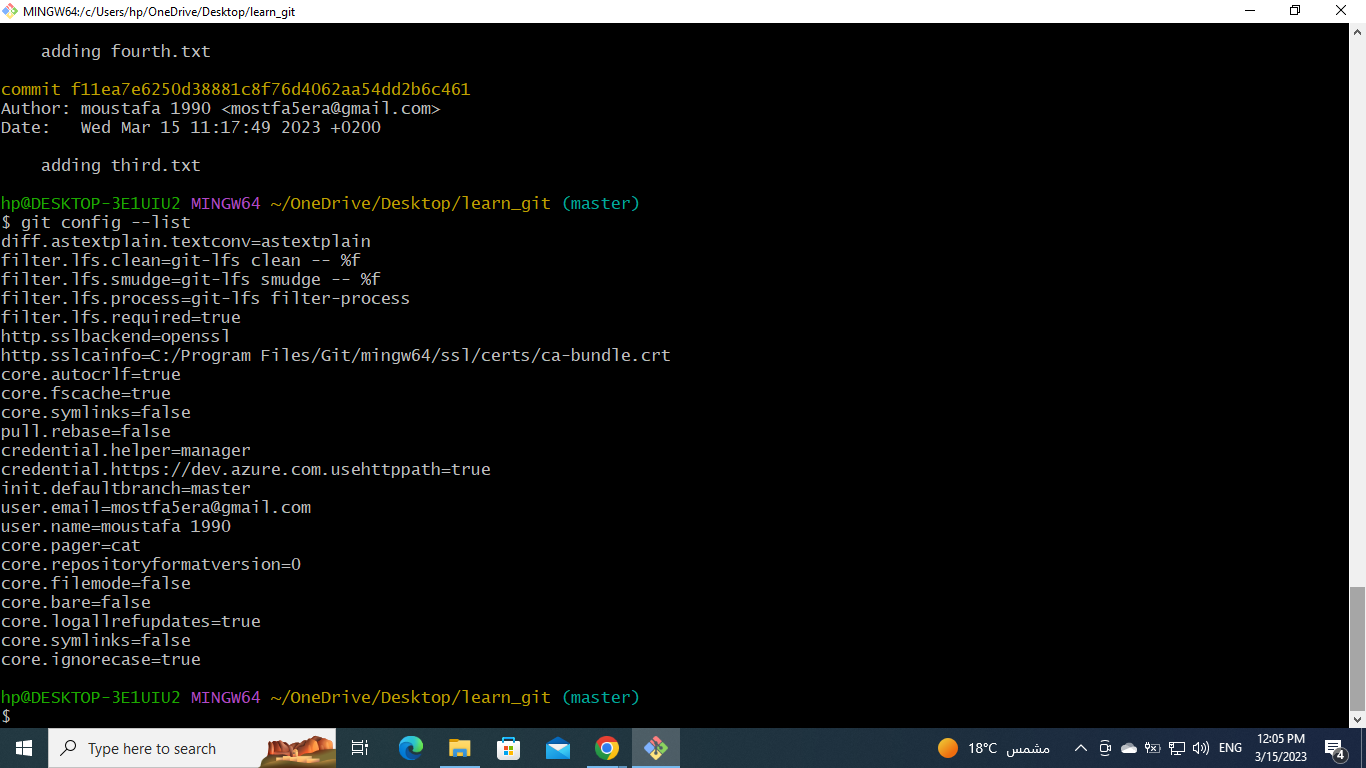 MINGW64:/c/Users/hp/OneDrive/Desktop/learn_git
adding fourth.txt
commit f11ea7e6250d38881c8f76d4062aa54dd2b6c461
Author: moustafa 1990 <mostfa5era@gmail.com>
Date:   Wed Mar 15 11:17:49 2023 +0200
adding third.txt
hp@DESKTOP-3E1UIU2 MINGW64 ~/OneDrive/Desktop/learn_git (master)
$ git config --list
diff.astextplain.textconv=astextplain
filter.lfs.clean=git-lfs clean -- %f
filter.lfs.smudge=git-lfs smudge -- %f
filter.lfs.process=git-lfs filter-process
filter.lfs.required=true
http.sslbackend=openssl
http.sslcainfo=C:/Program Files/Git/mingw64/ssl/certs/ca-bundle.crt
core.autocrlf=true
core.fscache=true
core.symlinks=false
pull.rebase=false
credential.helper=manager
credential.https://dev.azure.com.usehttppath=true
init.defaultbranch=master
user.email=mostfa5era@gmail.com
user.name=moustafa 1990
core.pager=cat
core.repositoryformatversion=0
core.filemode=false
core.bare=false
core.logallrefupdates=true
core.symlinks=false
core.ignorecase=true
hp@DESKTOP-3E1UIU2 MINGW64 ~/OneDrive/Desktop/learn_git (master)
$
Type here to search
18°C مشمس
ENG
12:05 PM
3/15/2023
4